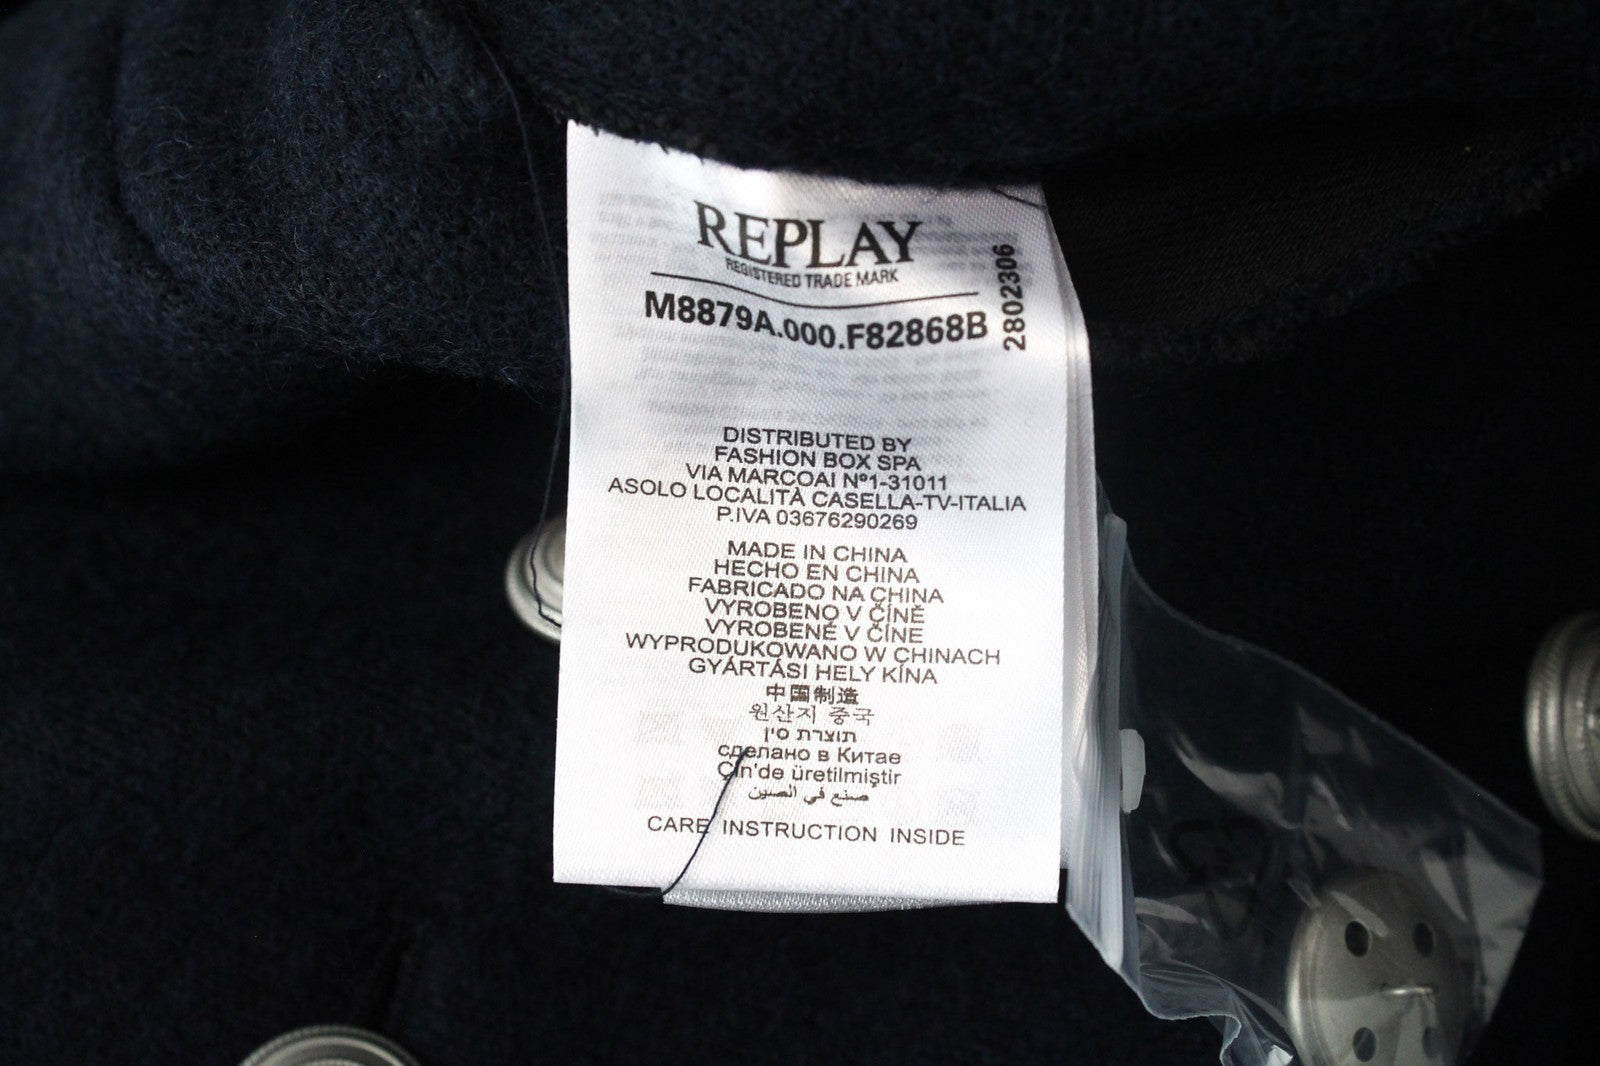 REPLAY
REGISTERED TRADE MARK
M8879A.000.F82868B
2802306
DISTRIBUTED BY
FASHION BOX SPA
VIA MARCOAI Nº1-31011
ASOLO LOCALITÀ CASELLA-TV-ITALIA
P.IVA 03676290269
MADE IN CHINA
HECHO EN CHINA
FABRICADO NA CHINA
VYROBENO V ČÍNĚ
VYROBENÉ V ČÍNE
WYPRODUKOWANO W CHINACH
GYÁRTÁSI HELY KÍNA
中国制造
원산지 중국
תוצרת סין
сделано в Китае
Çin'de üretilmiştir
صنع في الصين
CARE INSTRUCTION INSIDE